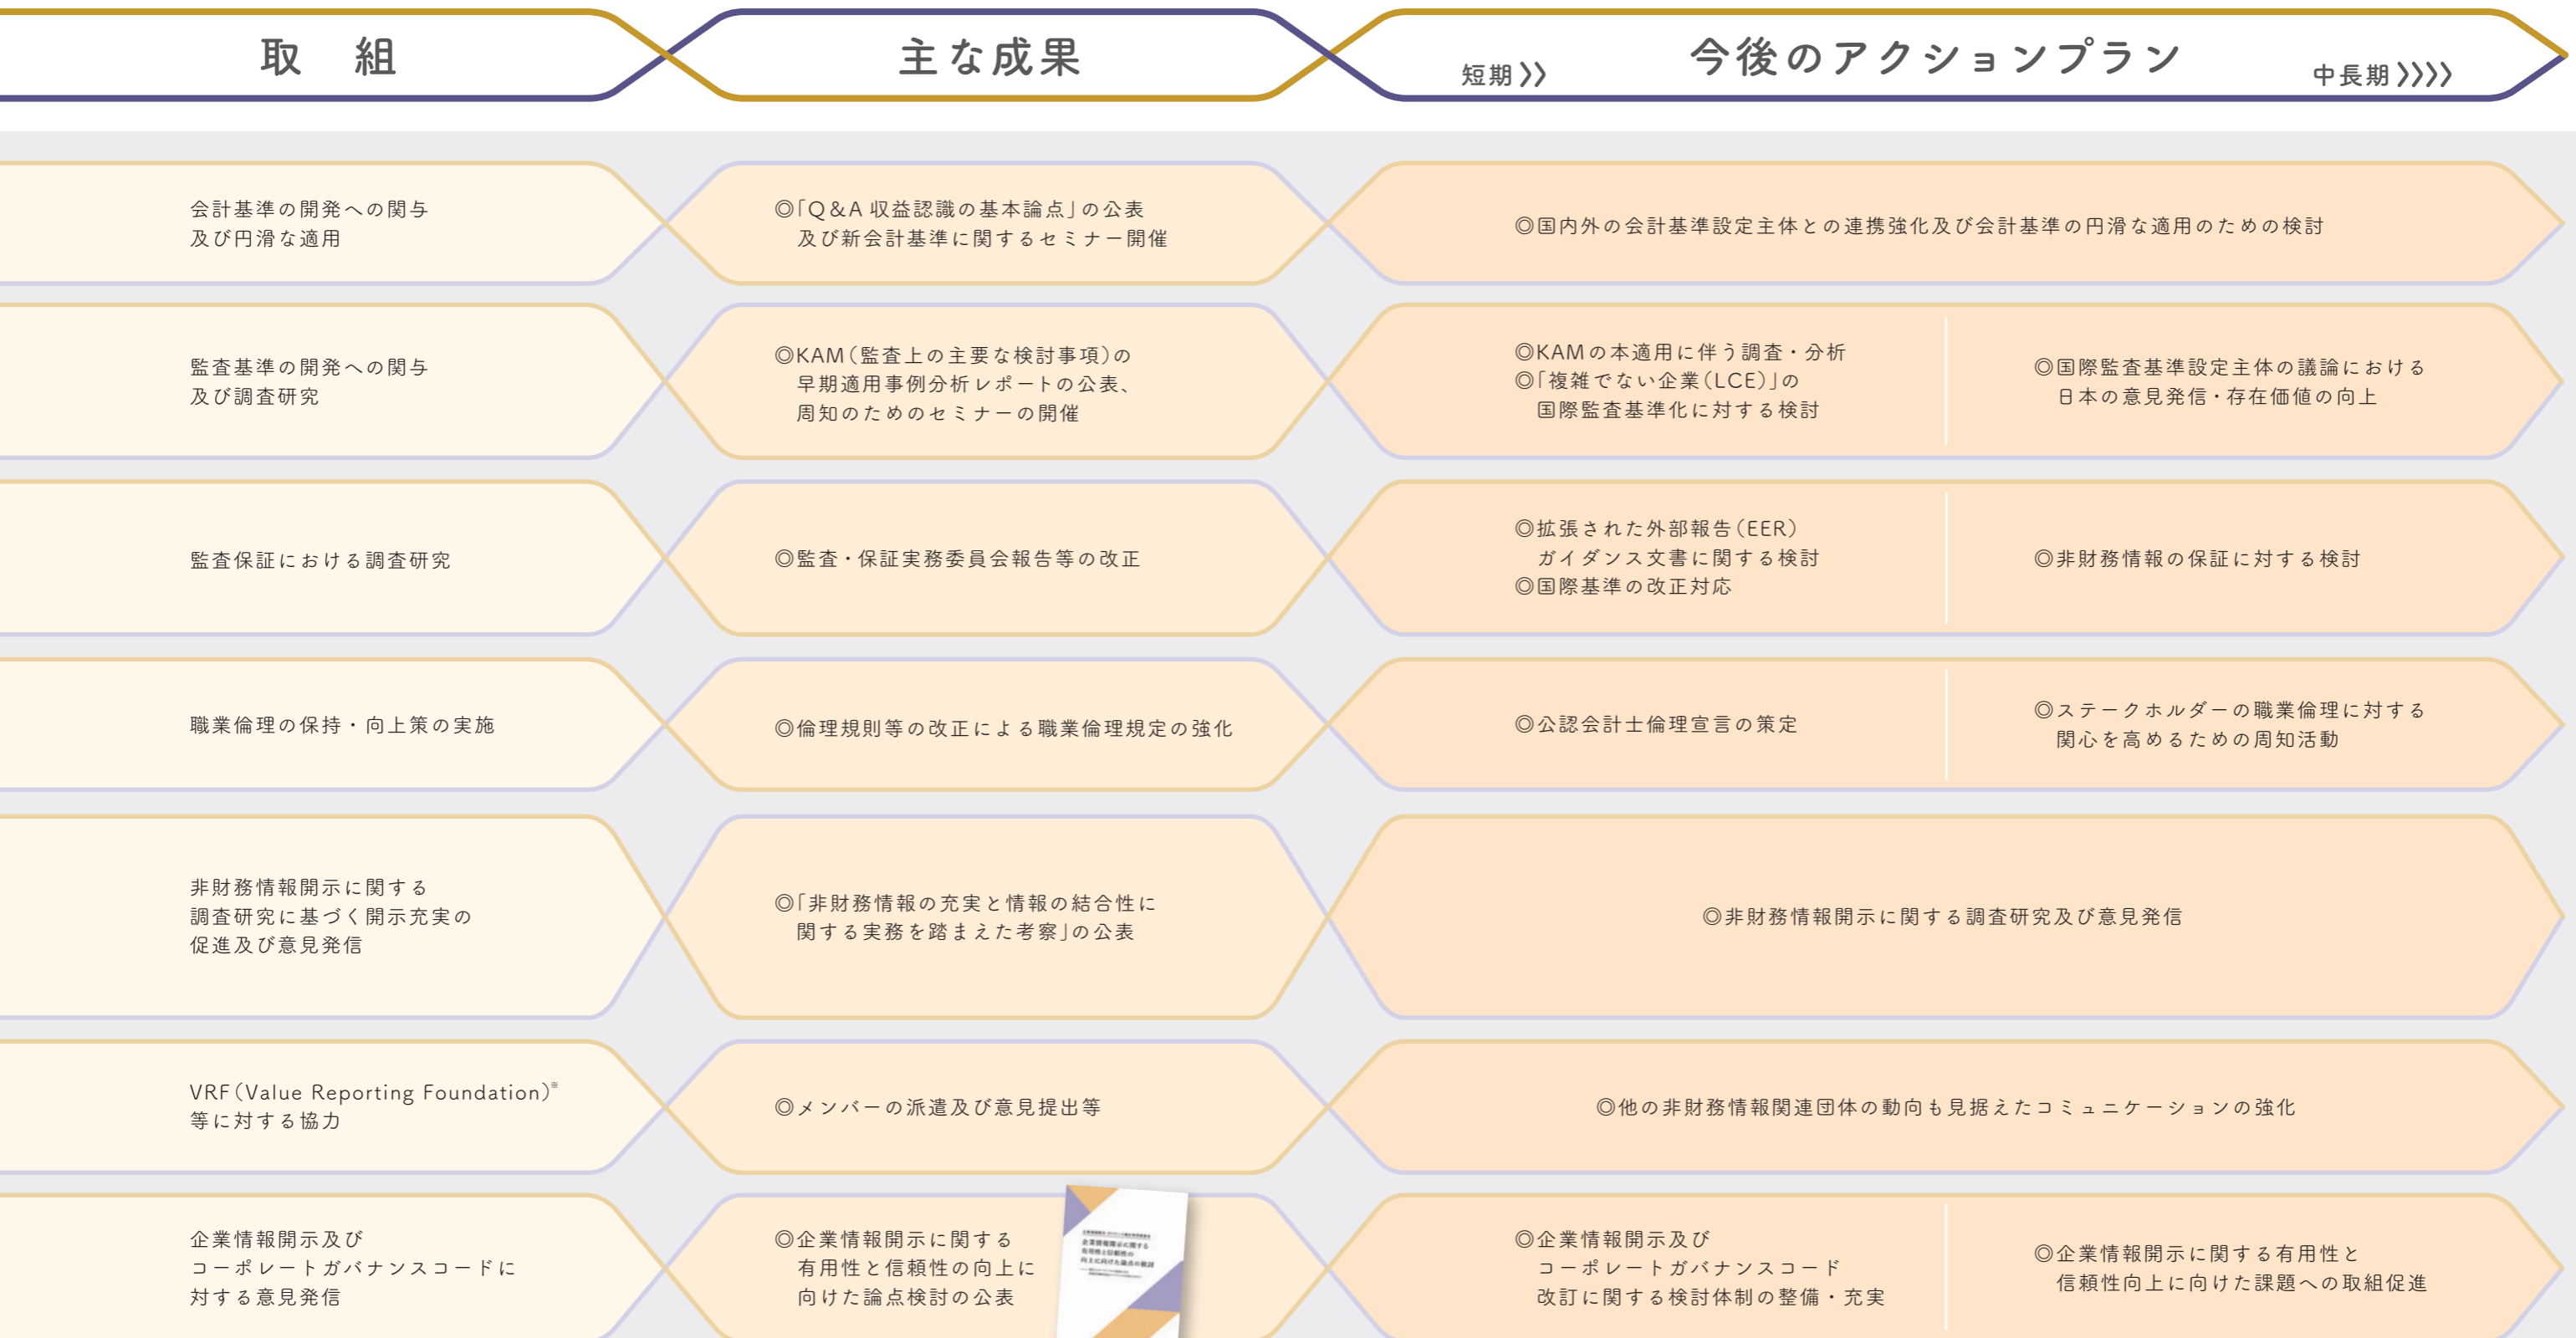 取 組
主な成果
短期
今後のアクションプラン
中長期
会計基準の開発への関与
及び円滑な適用
◎「Q&A 収益認識の基本論点」の公表
及び新会計基準に関するセミナー開催
◎国内外の会計基準設定主体との連携強化及び会計基準の円滑な適用のための検討
監査基準の開発への関与
及び調査研究
◎KAM（監査上の主要な検討事項）の
早期適用事例分析レポートの公表、
周知のためのセミナーの開催
◎KAMの本適用に伴う調査・分析
◎「複雑でない企業（LCE）」の
国際監査基準化に対する検討
◎国際監査基準設定主体の議論における
日本の意見発信・存在価値の向上
監査保証における調査研究
◎監査・保証実務委員会報告等の改正
◎拡張された外部報告（EER）
ガイダンス文書に関する検討
◎国際基準の改正対応
◎非財務情報の保証に対する検討
職業倫理の保持・向上策の実施
◎倫理規則等の改正による職業倫理規定の強化
◎公認会計士倫理宣言の策定
◎ステークホルダーの職業倫理に対する
関心を高めるための周知活動
非財務情報開示に関する
調査研究に基づく開示充実の
促進及び意見発信
◎「非財務情報の充実と情報の結合性に
関する実務を踏まえた考察」の公表
◎非財務情報開示に関する調査研究及び意見発信
VRF（Value Reporting Foundation）※
等に対する協力
◎メンバーの派遣及び意見提出等
◎他の非財務情報関連団体の動向も見据えたコミュニケーションの強化
企業情報開示及び
コーポレートガバナンスコードに
対する意見発信
◎企業情報開示に関する
有用性と信頼性の向上に
向けた論点検討の公表
企業情報開示に関する
有用性と信頼性の
向上に向けた論点の検討
◎企業情報開示及び
コーポレートガバナンスコード
改訂に関する検討体制の整備・充実
◎企業情報開示に関する有用性と
信頼性向上に向けた課題への取組促進